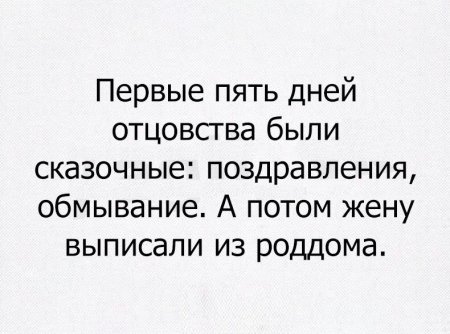 Первые пять дней
отцовства были
сказочные: поздравления,
обмывание. А потом жену
выписали из роддома.